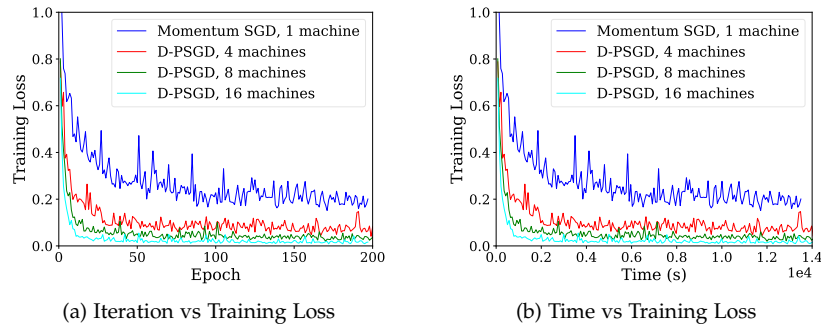 1.0
0.8
0.6
0.4
0.2
0.0
Training Loss
Momentum SGD, 1 machine
D-PSGD, 4 machines
D-PSGD, 8 machines
D-PSGD, 16 machines
0 50 100 150 200
Epoch
(a) Iteration vs Training Loss
1.0
0.8
0.6
0.4
0.2
0.0
Training Loss
Momentum SGD, 1 machine
D-PSGD, 4 machines
D-PSGD, 8 machines
D-PSGD, 16 machines
0.0 0.2 0.4 0.6 0.8 1.0 1.2 1.4
1e4
Time (s)
(b) Time vs Training Loss